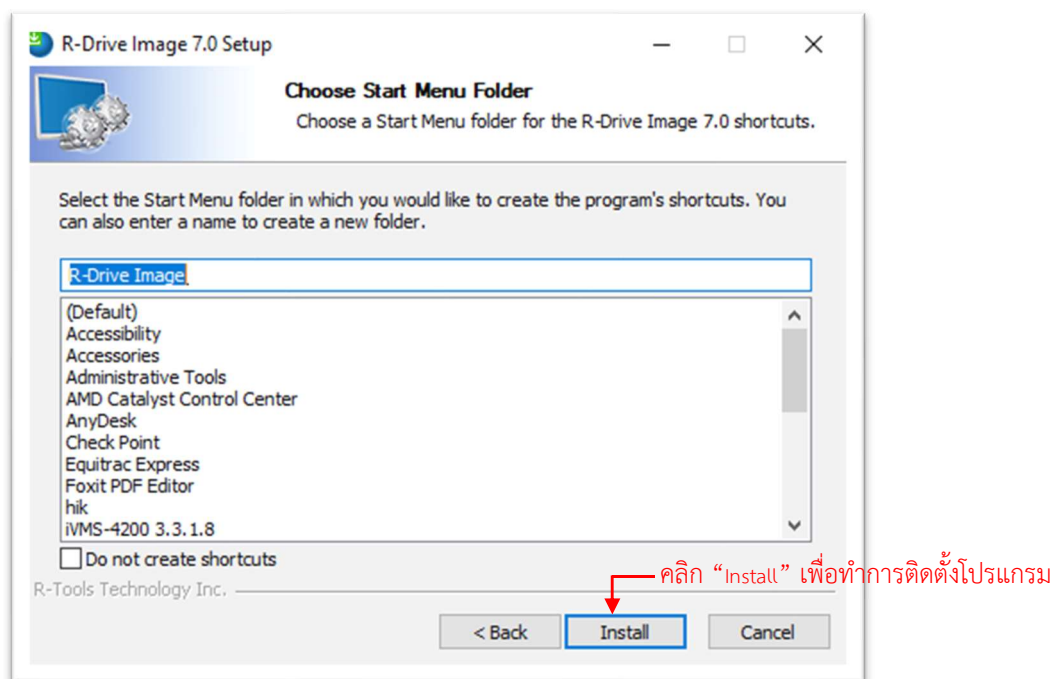 R-Drive Image 7.0 Setup
Choose Start Menu Folder
Choose a Start Menu folder for the R-Drive Image 7.0 shortcuts.
Select the Start Menu folder in which you would like to create the program's shortcuts. You
can also enter a name to create a new folder.
R-Drive Image
(Default)
Accessibility
Accessories
Administrative Tools
AMD Catalyst Control Center
AnyDesk
Check Point
Equitrac Express
Foxit PDF Editor
hik
iVMS-4200 3.3.1.8
Do not create shortcuts
คลิก “Install” เพื่อทำการติดตั้งโปรแกรม
R-Tools Technology Inc.
< Back
Install
Cancel